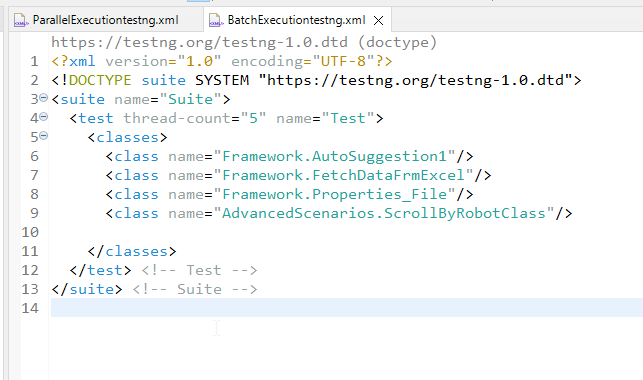 ParallelExecutiontestng.xml BatchExecutiontestng.xml
https://testng.org/testng-1.0.dtd (doctype)
1 <?xml version="1.0" encoding="UTF-8"?>
2 <!DOCTYPE suite SYSTEM "https://testng.org/testng-1.0.dtd">
3 <suite name="Suite">
4 <test thread-count="5" name="Test">
5 <classes>
6 <class name="Framework.AutoSuggestion1"/>
7 <class name="Framework.FetchDataFrmExcel"/>
8 <class name="Framework.Properties_File"/>
9 <class name="AdvancedScenarios.ScrollByRobotClass"/>
10
11 </classes>
12 </test> <!-- Test -->
13 </suite> <!-- Suite -->
14